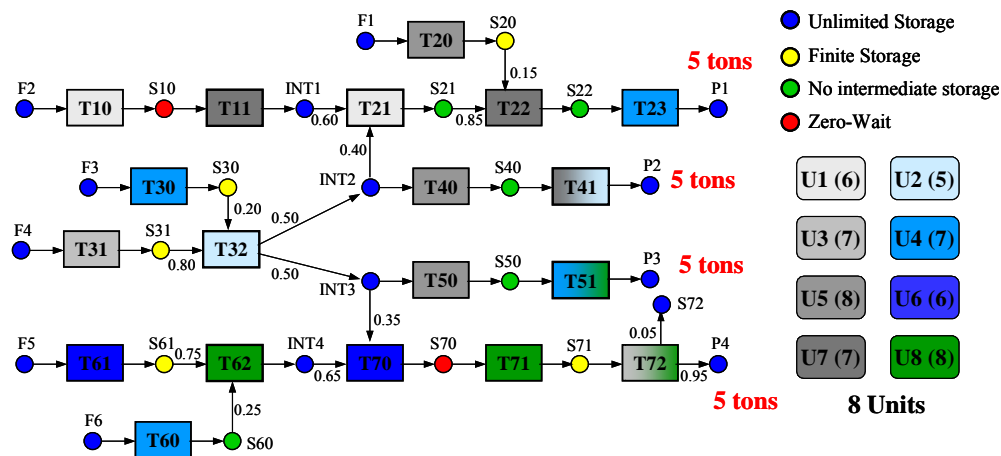 F1
S20
T20
0.15
5 tons
F2
S10
INT1
S21
S22
P1
T10
T11
T21
T22
T23
0.60
0.85
0.40
F3
S30
INT2
S40
P2
T30
T40
T41
5 tons
0.20
0.50
F4
S31
T31
T32
0.80
0.50
INT3
S50
P3
T50
T51
5 tons
0.35
S72
F5
S61
INT4
S70
S71
0.05
P4
T61
0.75
T62
0.65
T70
T71
T72
0.95
0.25
5 tons
F6
T60
S60
Unlimited Storage
Finite Storage
No intermediate storage
Zero-Wait
U1 (6)
U2 (5)
U3 (7)
U4 (7)
U5 (8)
U6 (6)
U7 (7)
U8 (8)
8 Units